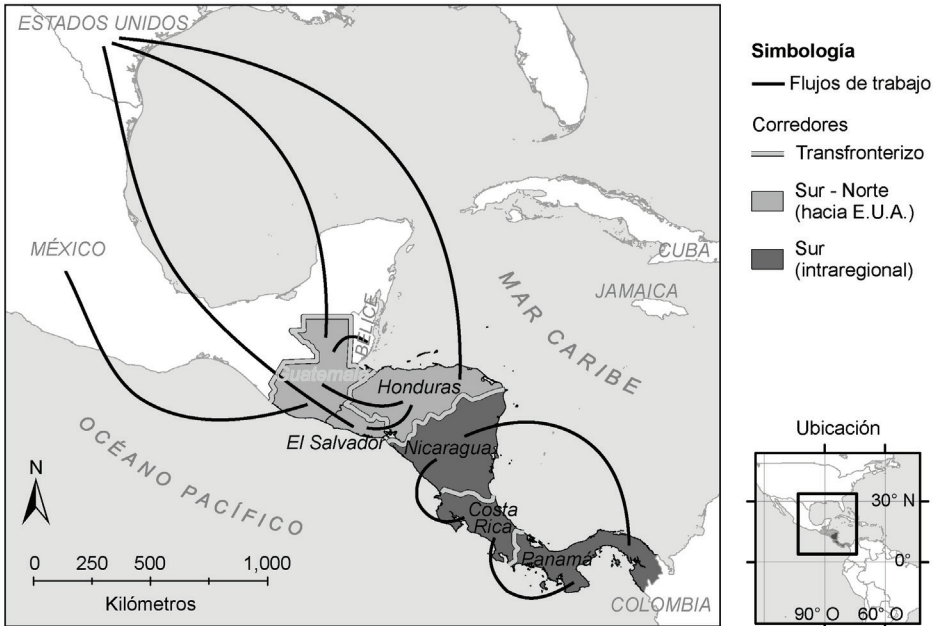 ESTADOS UNIDOS
MÉXICO
CUBA
JAMAICA
BELICE
MAR CARIBE
Guatemala
Honduras
El Salvador
Nicaragua
OCÉANO PACÍFICO
Costa
Rica
Panamá
COLOMBIA
N
0 250 500 1,000
Kilómetros
Simbología
Flujos de trabajo
Corredores
Transfronterizo
Sur - Norte
(hacia E.U.A.)
Sur
(intraregional)
Ubicación
30° N
0°
90° O 60° O